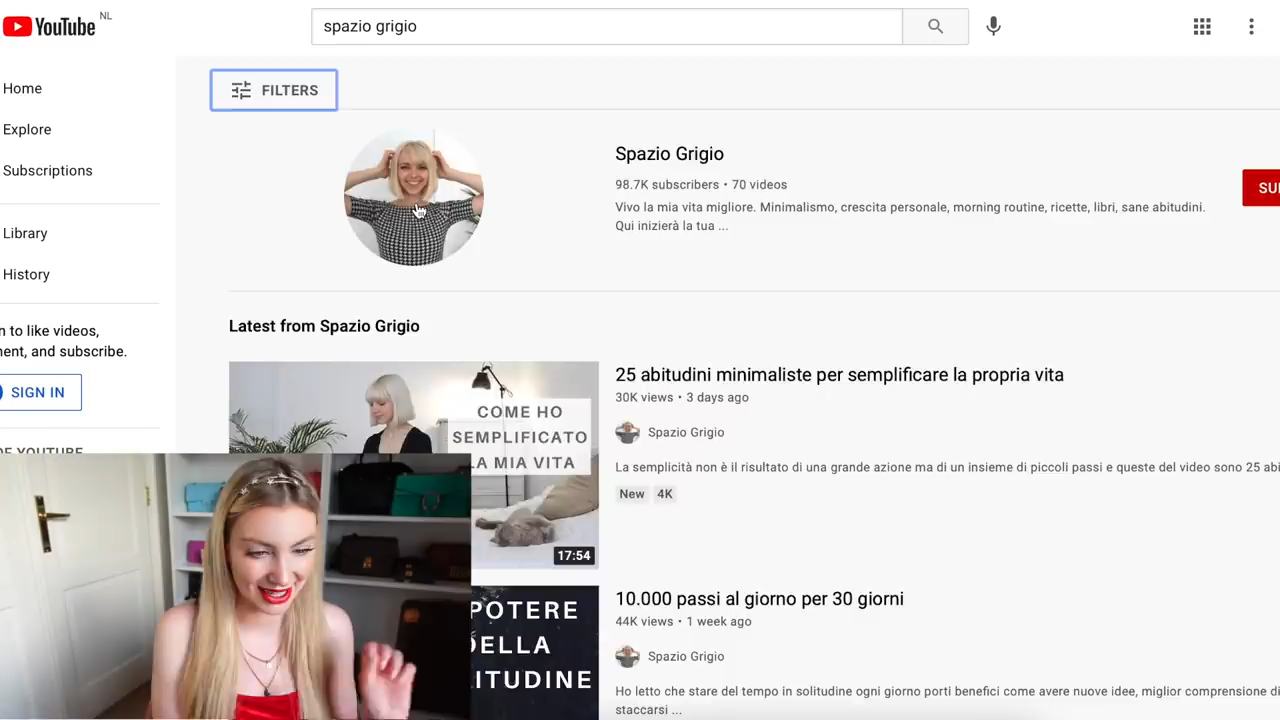 YouTube NL
spazio grigio
Home
Explore
Subscriptions
Library
History
n to like videos,
ment, and subscribe.
SIGN IN
OF YOUTUBE
FILTERS
Spazio Grigio
98.7K subscribers • 70 videos
Vivo la mia vita migliore. Minimalismo, crescita personale, morning routine, ricette, libri, sane abitudini.
Qui inizierà la tua ...
SU
Latest from Spazio Grigio
COME HO
SEMPLIFICATO
LA MIA VITA
17:54
25 abitudini minimaliste per semplificare la propria vita
30K views • 3 days ago
Spazio Grigio
La semplicità non è il risultato di una grande azione ma di un insieme di piccoli passi e queste del video sono 25 abi
New 4K
POTERE
DELLA
ITUDINE
10.000 passi al giorno per 30 giorni
44K views • 1 week ago
Spazio Grigio
Ho letto che stare del tempo in solitudine ogni giorno porti benefici come avere nuove idee, miglior comprensione di
staccarsi ...